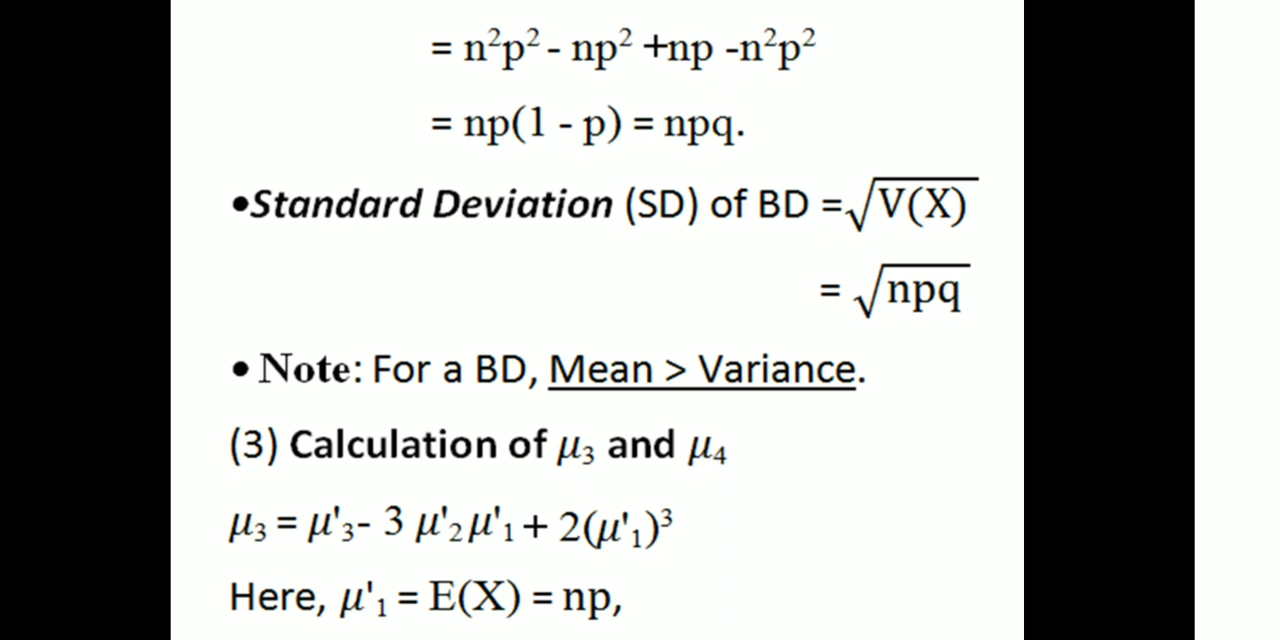 = n²p² - np² +np -n²p²
= np(1 - p) = npq.
•Standard Deviation (SD) of BD =√V(X)
= √npq
• Note: For a BD, Mean > Variance.
(3) Calculation of μ₃ and μ₄
μ₃ = μ'₃- 3 μ'₂μ'₁ + 2(μ'₁)³
Here, μ'₁ = E(X) = np,